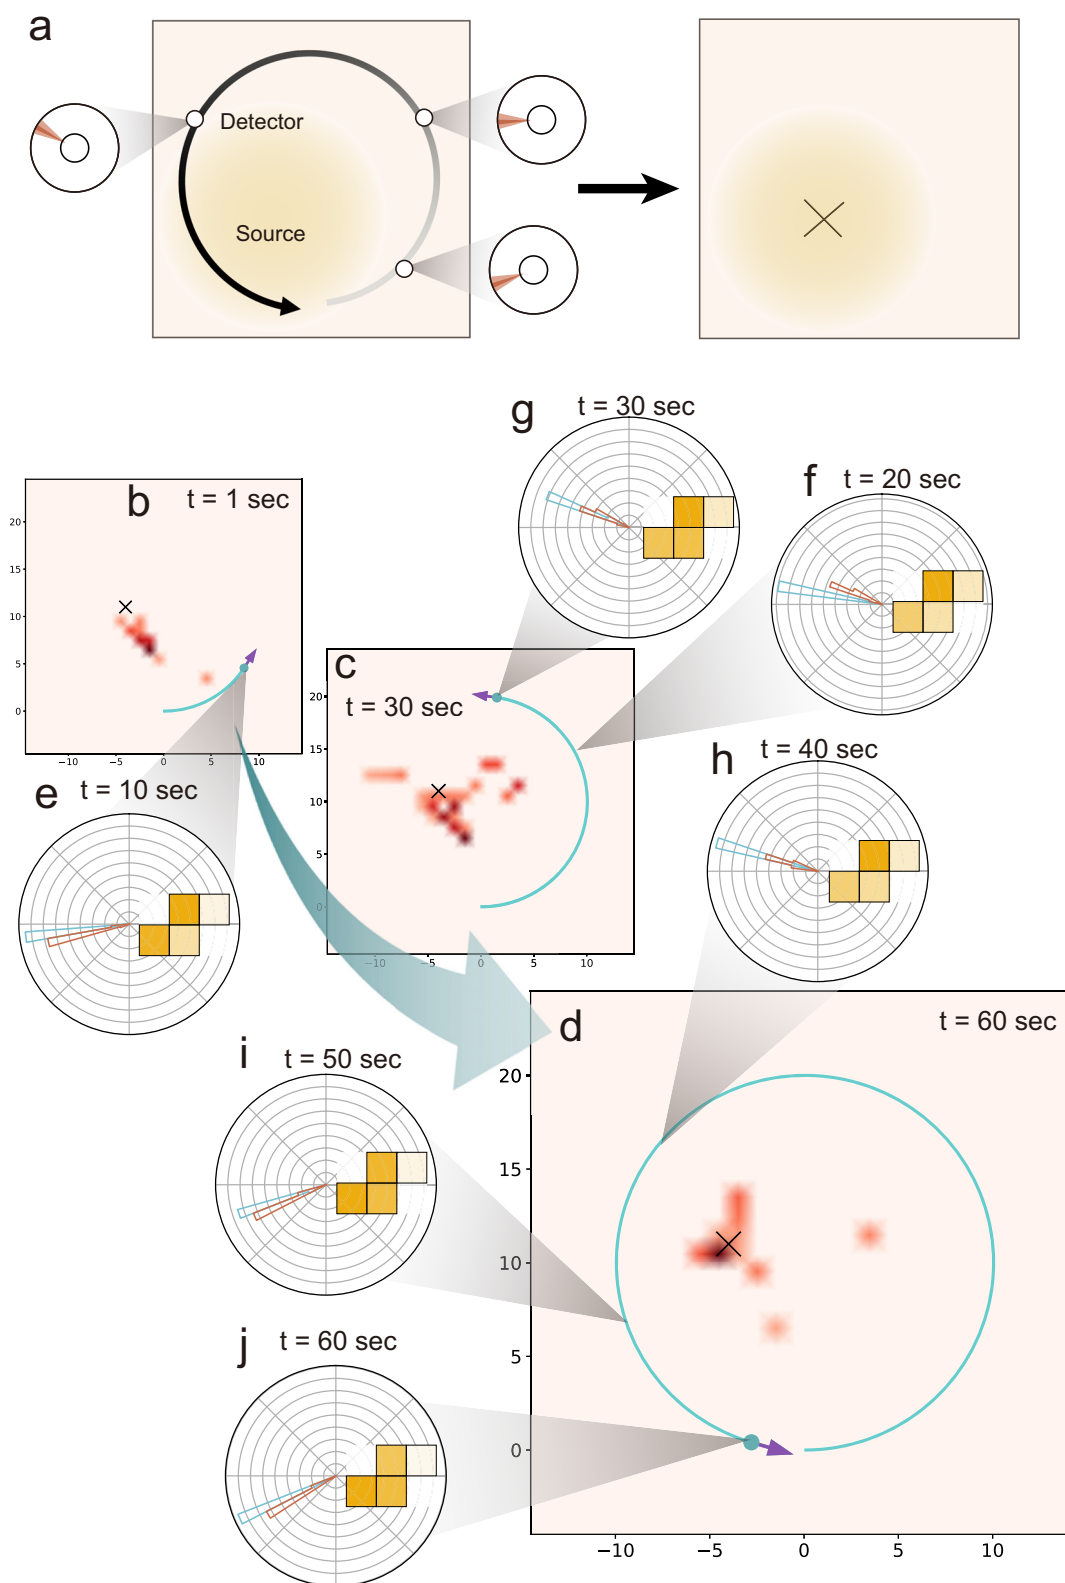 a
Detector
Source
g
t = 30 sec
f
t = 20 sec
b
t = 1 sec
20
15
10
5
0
−10
−5
0
5
10
c
t = 30 sec
20
15
10
5
0
−10
−5
0
5
10
h
t = 40 sec
e
t = 10 sec
d
t = 60 sec
20
15
10
5
0
−10
−5
0
5
10
i
t = 50 sec
j
t = 60 sec